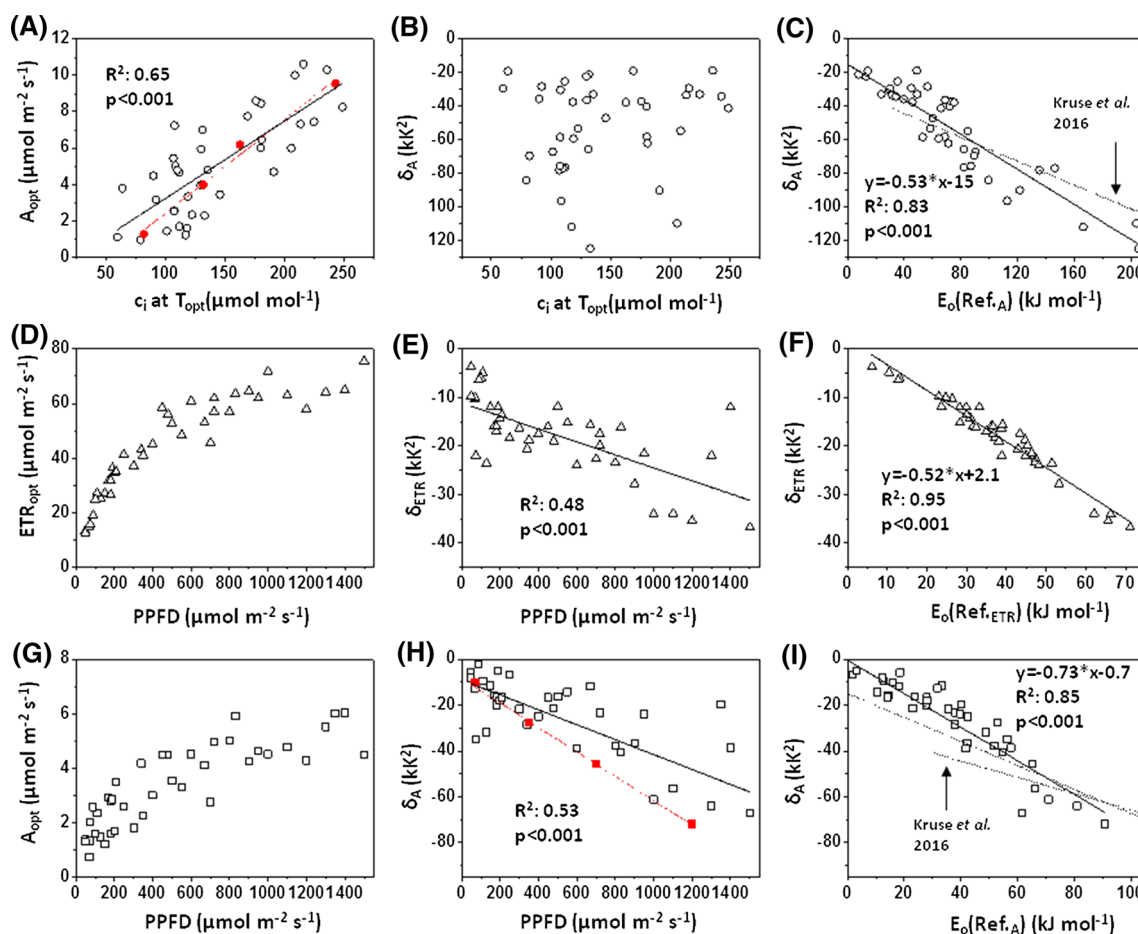 (A)
12
10
8
6
4
2
0
A_opt (μmol m⁻² s⁻¹)
R²: 0.65
p<0.001
50 100 150 200 250
c_i at T_opt(μmol mol⁻¹)
(B)
0
-20
-40
-60
-80
100
120
δ_A (kK²)
50 100 150 200 250
c_i at T_opt(μmol mol⁻¹)
(C)
0
-20
-40
-60
-80
-100
-120
δ_A (kK²)
Kruse et al.
2016
y=-0.53*x-15
R²: 0.83
p<0.001
0 40 80 120 160 200
E_o(Ref._A) (kJ mol⁻¹)
(D)
80
60
40
20
0
ETR_opt (μmol m⁻² s⁻¹)
0 200 400 600 800 1000 1200 1400
PPFD (μmol m⁻² s⁻¹)
(E)
0
-10
-20
-30
-40
δ_ETR (kK²)
R²: 0.48
p<0.001
0 200 400 600 800 1000 1200 1400
PPFD (μmol m⁻² s⁻¹)
(F)
0
-10
-20
-30
-40
δ_ETR (kK²)
y=-0.52*x+2.1
R²: 0.95
p<0.001
0 10 20 30 40 50 60 70
E_o(Ref._ETR) (kJ mol⁻¹)
(G)
8
6
4
2
0
A_opt (μmol m⁻² s⁻¹)
0 200 400 600 800 1000 1200 1400
PPFD (μmol m⁻² s⁻¹)
(H)
0
-20
-40
-60
-80
δ_A (kK²)
R²: 0.53
p<0.001
0 200 400 600 800 1000 1200 1400
PPFD (μmol m⁻² s⁻¹)
(I)
0
-20
-40
-60
-80
δ_A (kK²)
y=-0.73*x-0.7
R²: 0.85
p<0.001
Kruse et al.
2016
0 20 40 60 80 100
E_o(Ref._A) (kJ mol⁻¹)